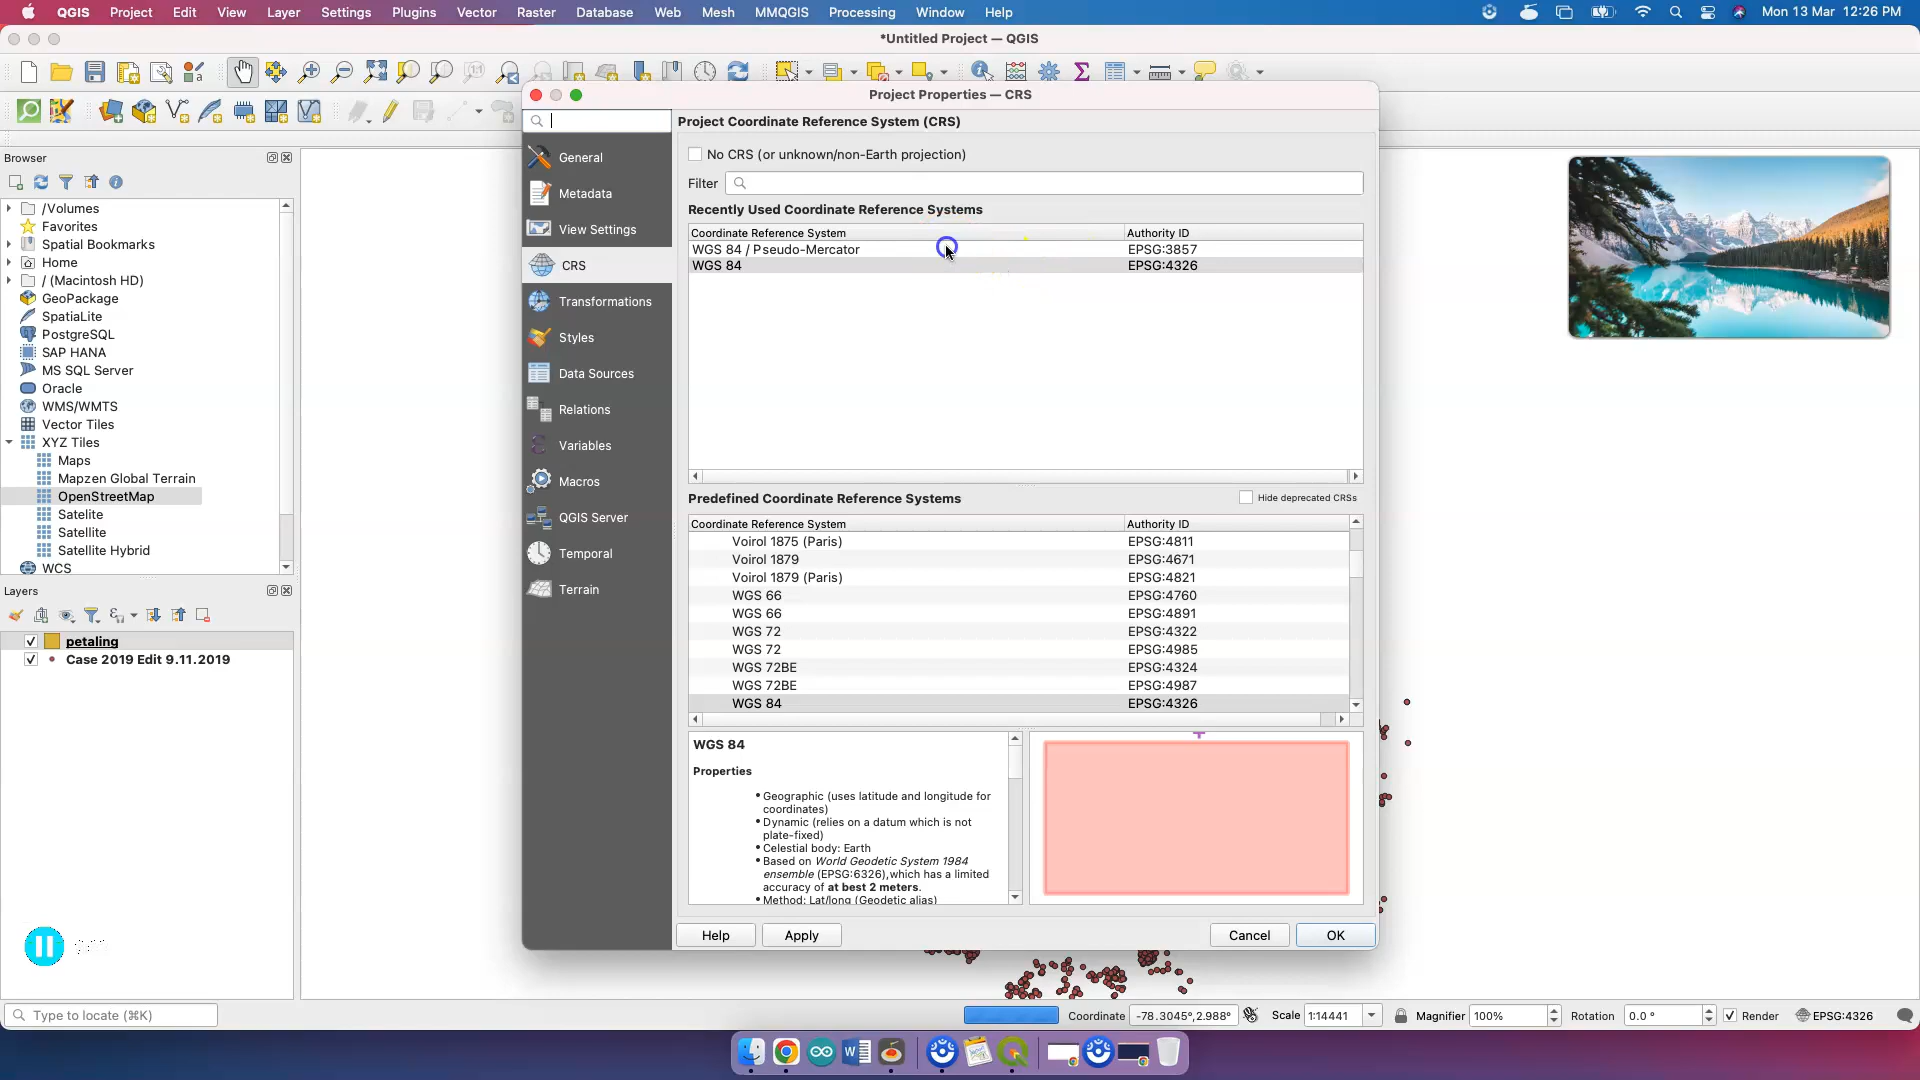 QGIS Project Edit View Layer Settings Plugins Vector Raster Database Web Mesh MMQGIS Processing Window Help Mon 13 Mar 12:26 PM
*Untitled Project — QGIS
Project Properties — CRS
Project Coordinate Reference System (CRS)
No CRS (or unknown/non-Earth projection)
Filter
Recently Used Coordinate Reference Systems
Coordinate Reference System Authority ID
WGS 84 / Pseudo-Mercator EPSG:3857
WGS 84 EPSG:4326
General
Metadata
View Settings
CRS
Transformations
Styles
Data Sources
Relations
Variables
Macros
QGIS Server
Temporal
Terrain
Predefined Coordinate Reference Systems Hide deprecated CRSs
Coordinate Reference System Authority ID
Voirol 1875 (Paris) EPSG:4811
Voirol 1879 EPSG:4671
Voirol 1879 (Paris) EPSG:4821
WGS 66 EPSG:4760
WGS 66 EPSG:4891
WGS 72 EPSG:4322
WGS 72 EPSG:4985
WGS 72BE EPSG:4324
WGS 72BE EPSG:4987
WGS 84 EPSG:4326
WGS 84
Properties
• Geographic (uses latitude and longitude for
coordinates)
• Dynamic (relies on a datum which is not
plate-fixed)
• Celestial body: Earth
• Based on World Geodetic System 1984
ensemble (EPSG:6326),which has a limited
accuracy of at best 2 meters.
• Method: Lat/long (Geodetic alias)
Help Apply Cancel OK
Browser
/Volumes
Favorites
Spatial Bookmarks
Home
/ (Macintosh HD)
GeoPackage
SpatiaLite
PostgreSQL
SAP HANA
MS SQL Server
Oracle
WMS/WMTS
Vector Tiles
XYZ Tiles
Maps
Mapzen Global Terrain
OpenStreetMap
Satelite
Satellite
Satellite Hybrid
WCS
Layers
petaling
Case 2019 Edit 9.11.2019
Type to locate (⌘K) Coordinate -78.3045°,2.988° Scale 1:14441 Magnifier 100% Rotation 0.0 ° Render EPSG:4326